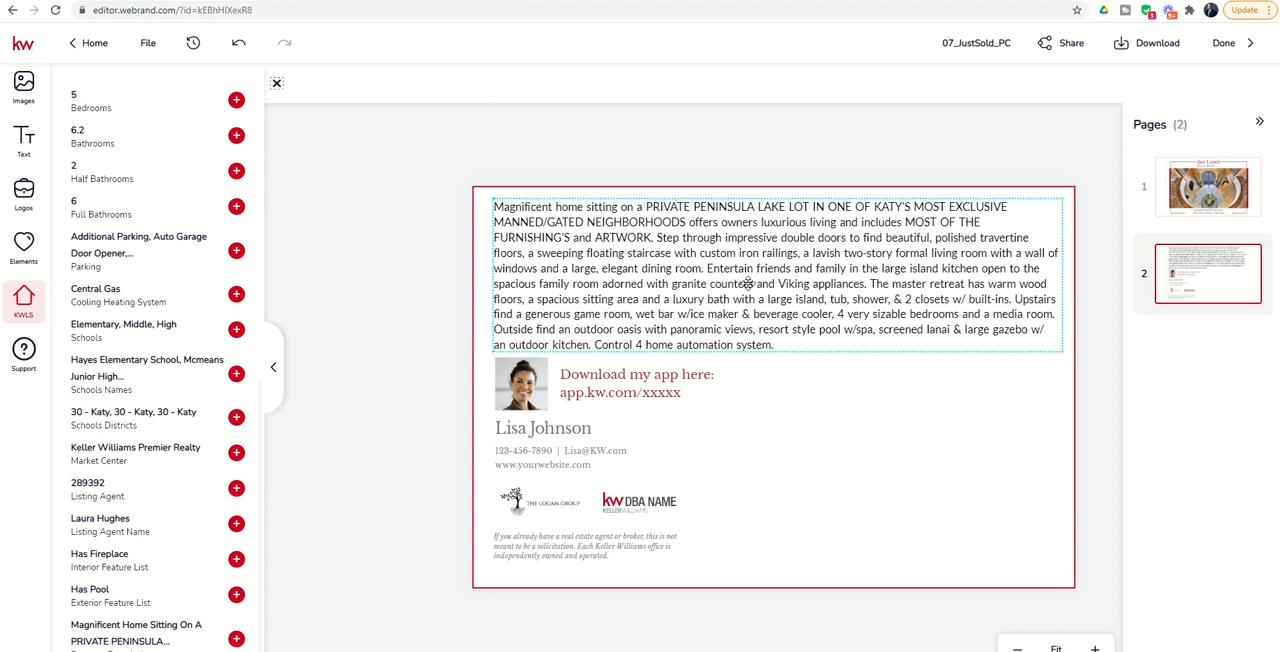 editor.webrand.com/?id=kEBhHIXexR8
3
9+
Update
kw
Home
File
07_JustSold_PC
Share
Download
Done
Images
Text
Logos
Elements
KWLS
Support
5
Bedrooms
6.2
Bathrooms
2
Half Bathrooms
6
Full Bathrooms
Additional Parking, Auto Garage
Door Opener,...
Parking
Central Gas
Cooling Heating System
Elementary, Middle, High
Schools
Hayes Elementary School, Mcmeans
Junior High...
Schools Names
30 - Katy, 30 - Katy, 30 - Katy
Schools Districts
Keller Williams Premier Realty
Market Center
289392
Listing Agent
Laura Hughes
Listing Agent Name
Has Fireplace
Interior Feature List
Has Pool
Exterior Feature List
Magnificent Home Sitting On A
PRIVATE PENINSULA...
Magnificent home sitting on a PRIVATE PENINSULA LAKE LOT IN ONE OF KATY'S MOST EXCLUSIVE
MANNED/GATED NEIGHBORHOODS offers owners luxurious living and includes MOST OF THE
FURNISHING'S and ARTWORK. Step through impressive double doors to find beautiful, polished travertine
floors, a sweeping floating staircase with custom iron railings, a lavish two-story formal living room with a wall of
windows and a large, elegant dining room. Entertain friends and family in the large island kitchen open to the
spacious family room adorned with granite counters and Viking appliances. The master retreat has warm wood
floors, a spacious sitting area and a luxury bath with a large island, tub, shower, & 2 closets w/ built-ins. Upstairs
find a generous game room, wet bar w/ice maker & beverage cooler, 4 very sizable bedrooms and a media room.
Outside find an outdoor oasis with panoramic views, resort style pool w/spa, screened lanai & large gazebo w/
an outdoor kitchen. Control 4 home automation system.
Download my app here:
app.kw.com/xxxxx
Lisa Johnson
123-456-7890 | Lisa@KW.com
www.yourwebsite.com
THE LOGAN GROUP
kw DBA NAME
KELLERWILLIAMS
If you already have a real estate agent or broker, this is not
meant to be a solicitation. Each Keller Williams office is
independently owned and operated.
Fit
Pages (2)
1
Just Listed
2